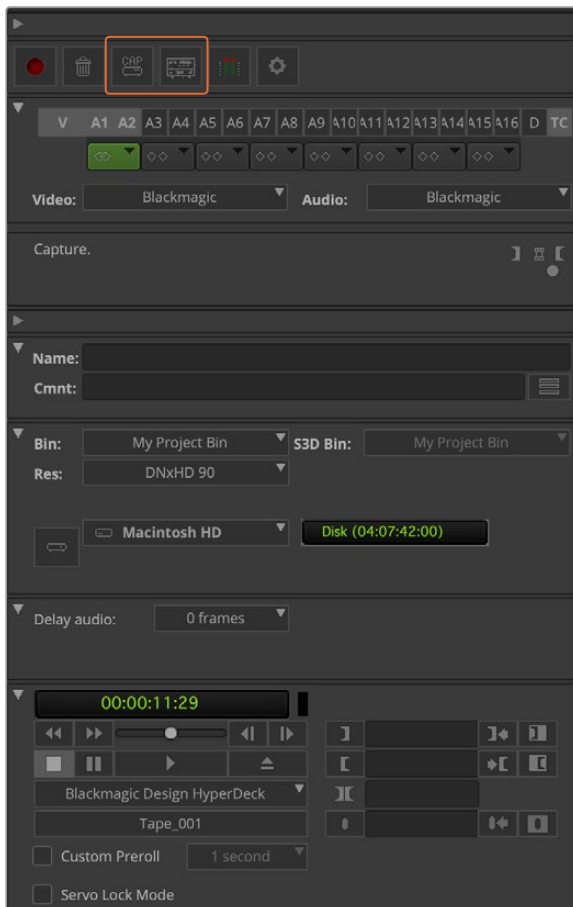 CAP
V A1 A2 A3 A4 A5 A6 A7 A8 A9 A10 A11 A12 A13 A14 A15 A16 D TC
Video: Blackmagic Audio: Blackmagic
Capture.
Name:
Cmnt:
Bin: My Project Bin S3D Bin: My Project Bin
Res: DNxHD 90
Macintosh HD Disk (04:07:42:00)
Delay audio: 0 frames
00:00:11:29
Blackmagic Design HyperDeck
Tape_001
Custom Preroll 1 second
Servo Lock Mode